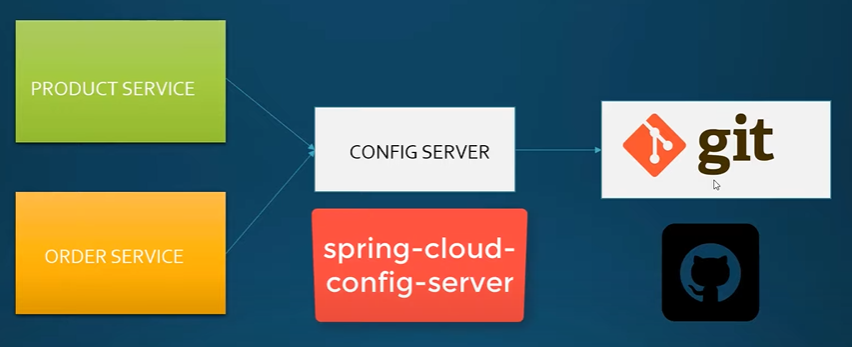 PRODUCT SERVICE
CONFIG SERVER
git
ORDER SERVICE
spring-cloud-
config-server